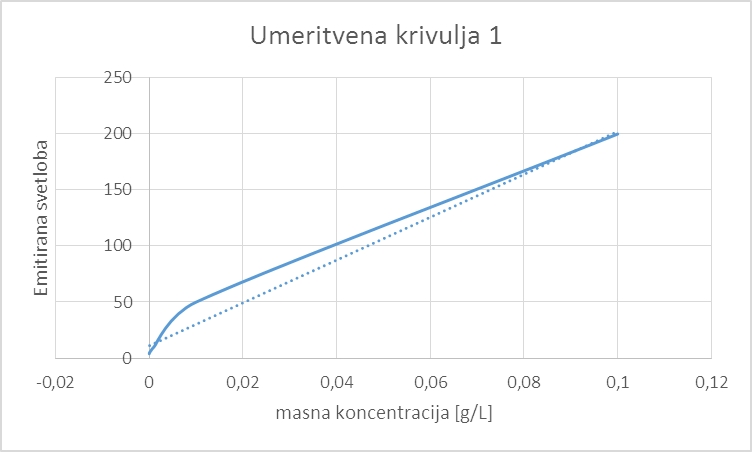 Umeritvena krivulja 1
Emitirana svetloba
250
200
150
100
50
0
-0,02 0 0,02 0,04 0,06 0,08 0,1 0,12
masna koncentracija [g/L]